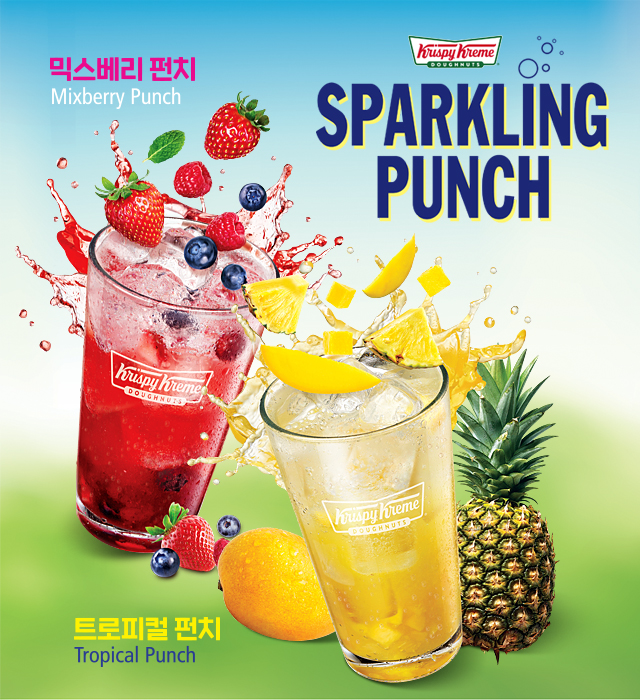 믹스베리 펀치
Mixberry Punch
Krispy Kreme
DOUGHNUTS
SPARKLING
PUNCH
Krispy Kreme
DOUGHNUTS
Krispy Kreme
DOUGHNUTS
트로피컬 펀치
Tropical Punch